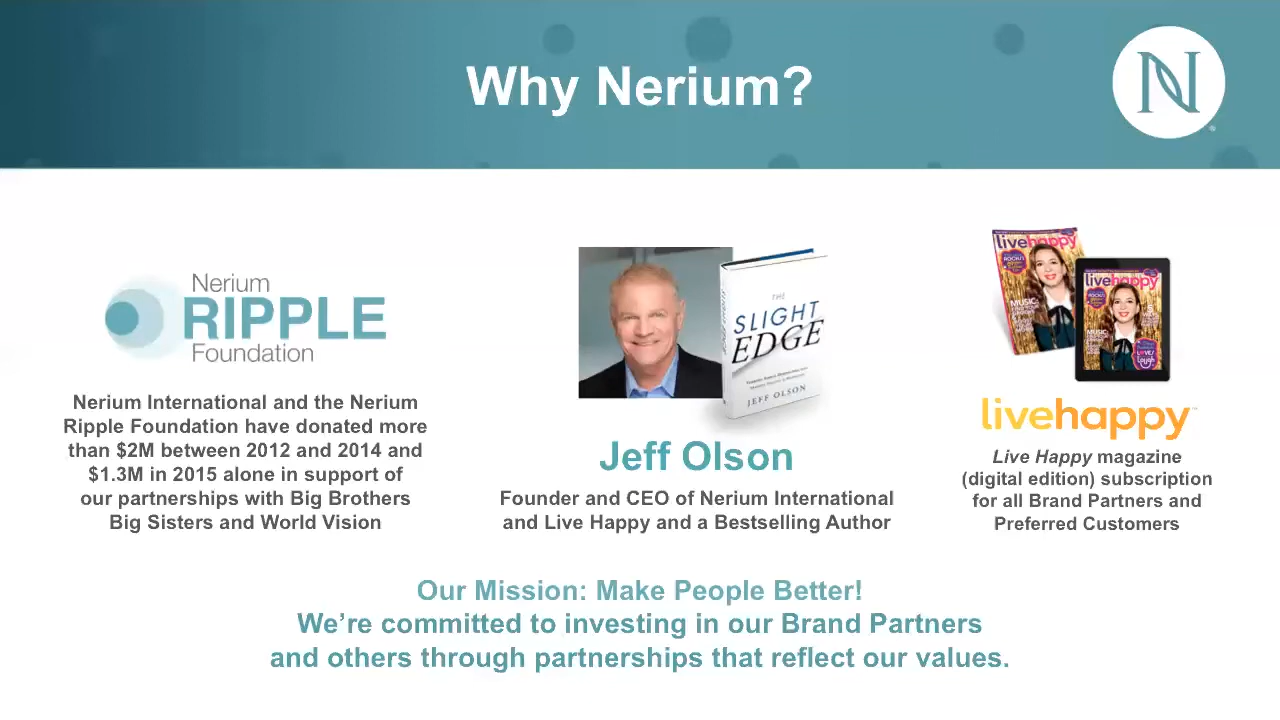 Why Nerium?
N
Nerium
RIPPLE
Foundation
Nerium International and the Nerium
Ripple Foundation have donated more
than $2M between 2012 and 2014 and
$1.3M in 2015 alone in support of
our partnerships with Big Brothers
Big Sisters and World Vision
THE
SLIGHT
EDGE
JEFF OLSON
Jeff Olson
Founder and CEO of Nerium International
and Live Happy and a Bestselling Author
livehappy
livehappy
MUSIC:
MUSIC:
livehappy™
Live Happy magazine
(digital edition) subscription
for all Brand Partners and
Preferred Customers
Our Mission: Make People Better!
We’re committed to investing in our Brand Partners
and others through partnerships that reflect our values.